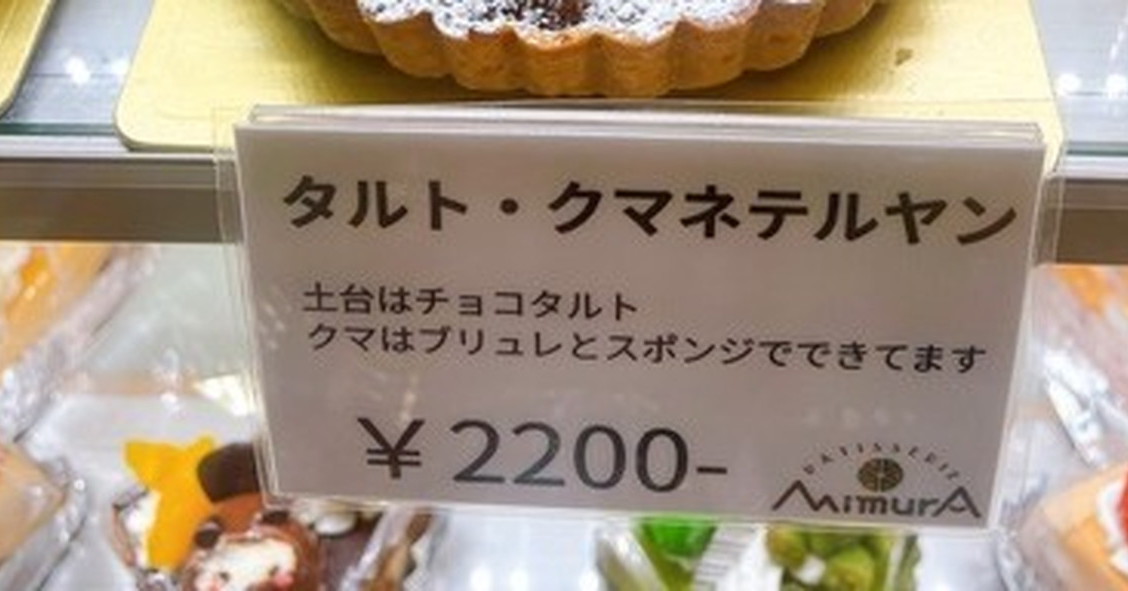 タルト・クマネテルヤン
土台はチョコタルト
クマはブリュレとスポンジでできてます
￥2200-
PATISSERIE
MimurA